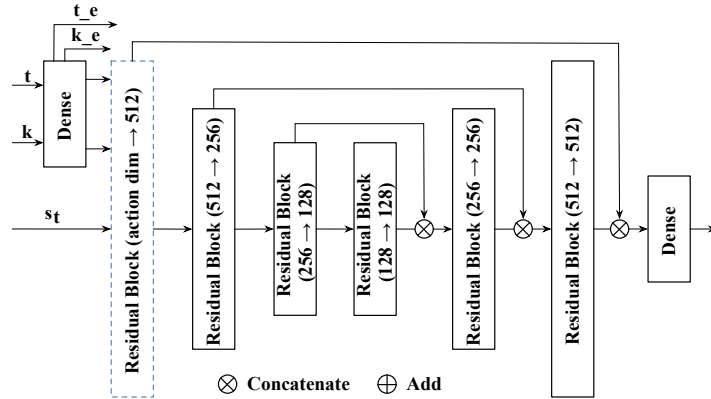 t_e
k_e
t
k
Dense
s_t
Residual Block (action dim → 512)
Residual Block (512 → 256)
Residual Block
(256 → 128)
Residual Block
(128 → 128)
Residual Block (256 → 256)
Residual Block (512 → 512)
Dense
Concatenate
Add